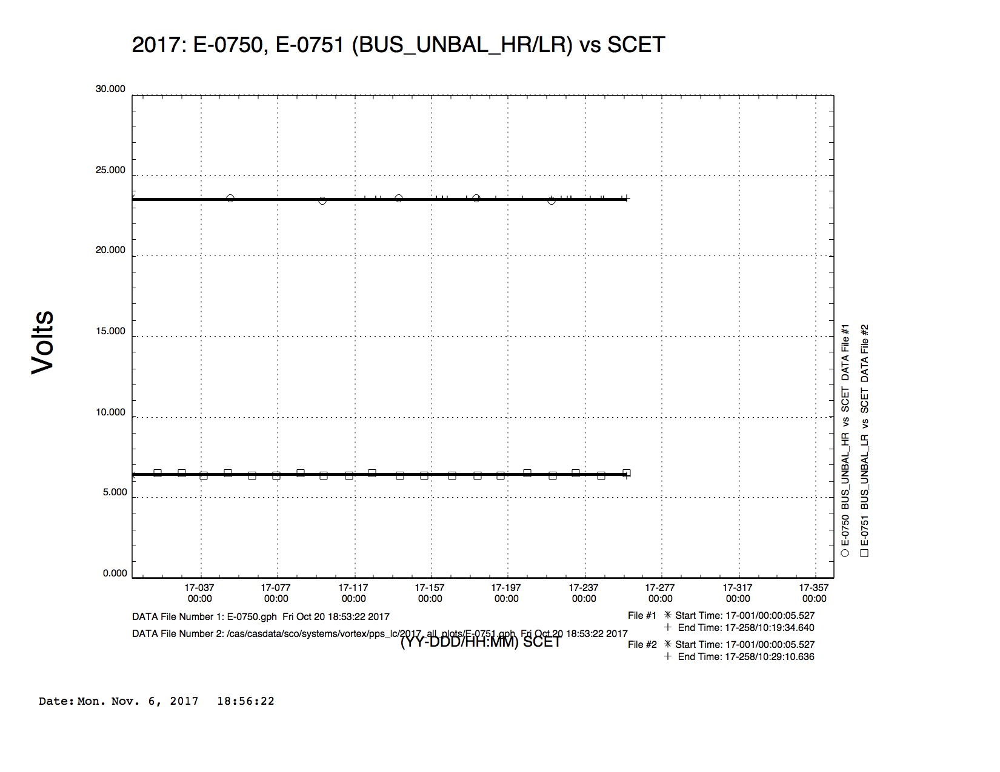 2017: E-0750, E-0751 (BUS_UNBAL_HR/LR) vs SCET
30.000
25.000
20.000
15.000
10.000
5.000
0.000
Volts
17-037 17-077 17-117 17-157 17-197 17-237 17-277 17-317 17-357
00:00 00:00 00:00 00:00 00:00 00:00 00:00 00:00 00:00
E-0750 BUS_UNBAL_HR vs SCET DATA File #1
E-0751 BUS_UNBAL_LR vs SCET DATA File #2
DATA File Number 1: E-0750.gph Fri Oct 20 18:53:22 2017
DATA File Number 2: /cas/casdata/sco/systems/vortex/pps_lc/2017_all_plots/E-0751.gph Fri Oct 20 18:53:22 2017
(YY-DDD/HH:MM) SCET
File #1 Start Time: 17-001/00:00:05.527
End Time: 17-258/10:19:34.640
File #2 Start Time: 17-001/00:00:05.527
End Time: 17-258/10:29:10.636
Date: Mon. Nov. 6, 2017 18:56:22